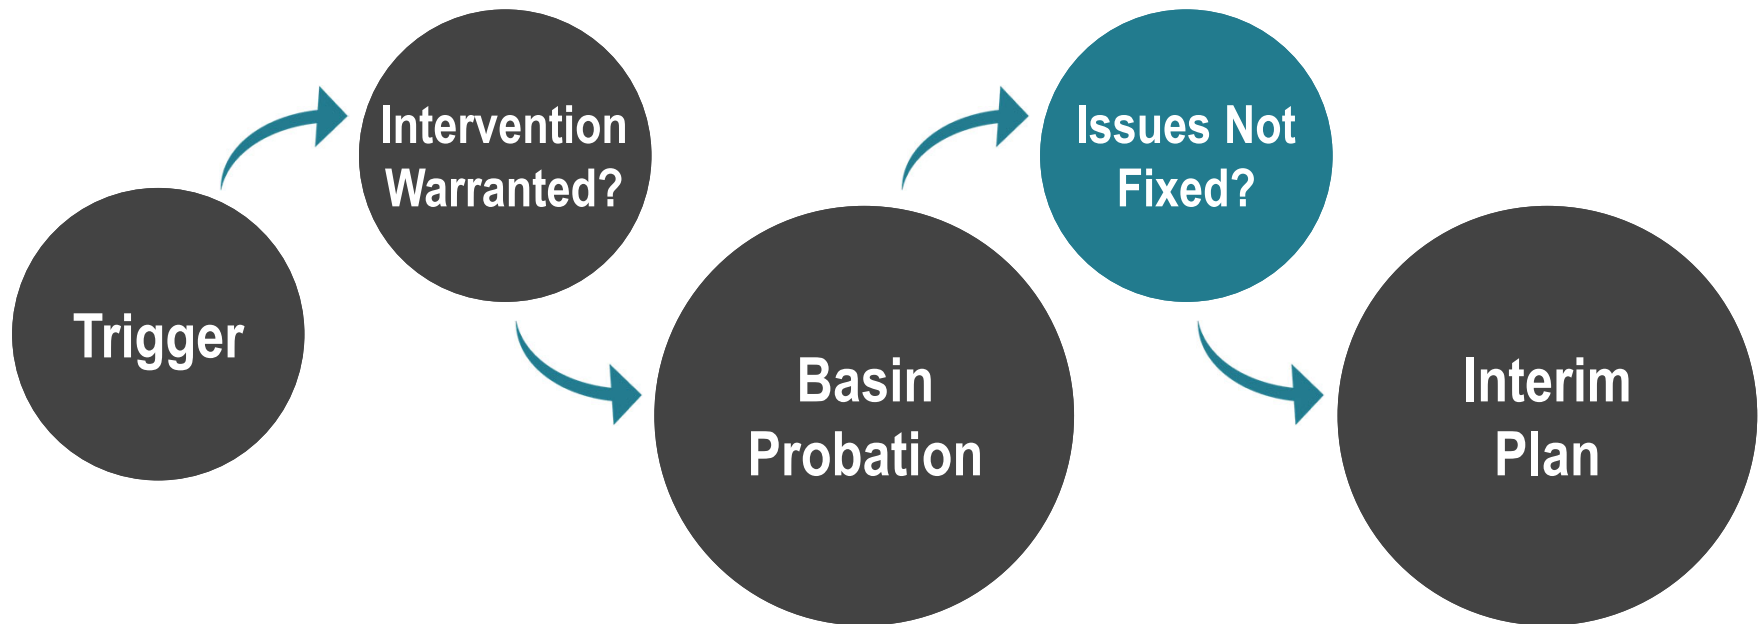 Trigger
Intervention
Warranted?
Basin
Probation
Issues Not
Fixed?
Interim
Plan